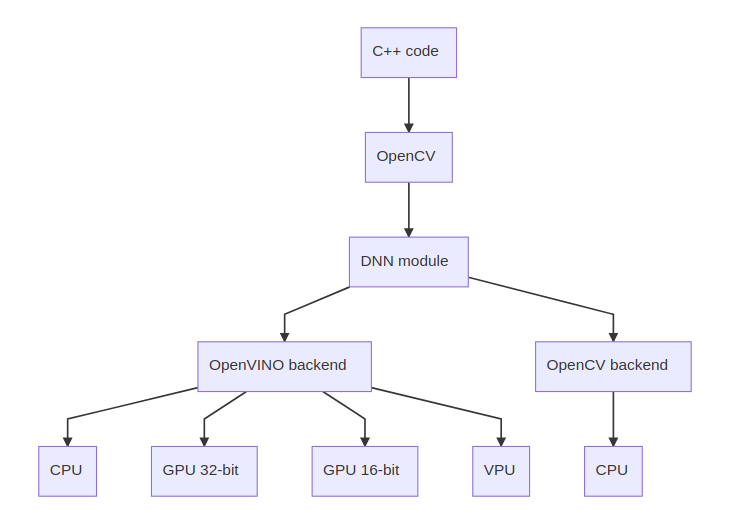 C++ code
OpenCV
DNN module
OpenVINO backend
OpenCV backend
CPU
GPU 32-bit
GPU 16-bit
VPU
CPU